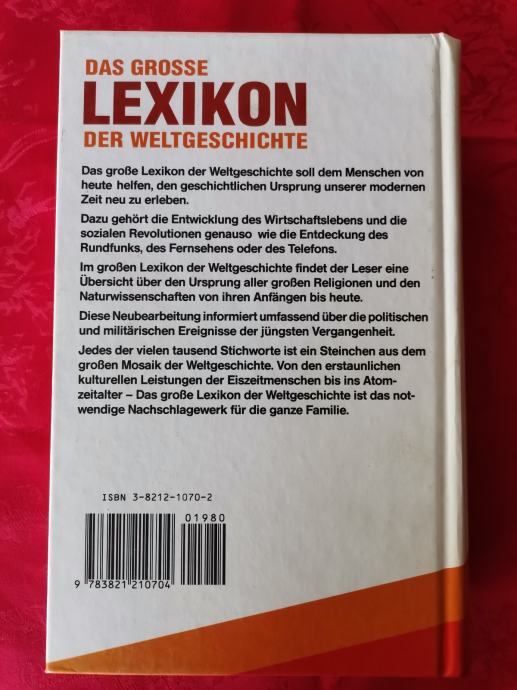 DAS GROSSE
LEXIKON
DER WELTGESCHICHTE
Das große Lexikon der Weltgeschichte soll dem Menschen von
heute helfen, den geschichtlichen Ursprung unserer modernen
Zeit neu zu erleben.
Dazu gehört die Entwicklung des Wirtschaftslebens und die
sozialen Revolutionen genauso wie die Entdeckung des
Rundfunks, des Fernsehens oder des Telefons.
Im großen Lexikon der Weltgeschichte findet der Leser eine
Übersicht über den Ursprung aller großen Religionen und den
Naturwissenschaften von ihren Anfängen bis heute.
Diese Neubearbeitung informiert umfassend über die politischen
und militärischen Ereignisse der jüngsten Vergangenheit.
Jedes der vielen tausend Stichworte ist ein Steinchen aus dem
großen Mosaik der Weltgeschichte. Von den erstaunlichen
kulturellen Leistungen der Eiszeitmenschen bis ins Atom-
zeitalter – Das große Lexikon der Weltgeschichte ist das not-
wendige Nachschlagewerk für die ganze Familie.
ISBN 3-8212-1070-2
01980
9 783821 210704